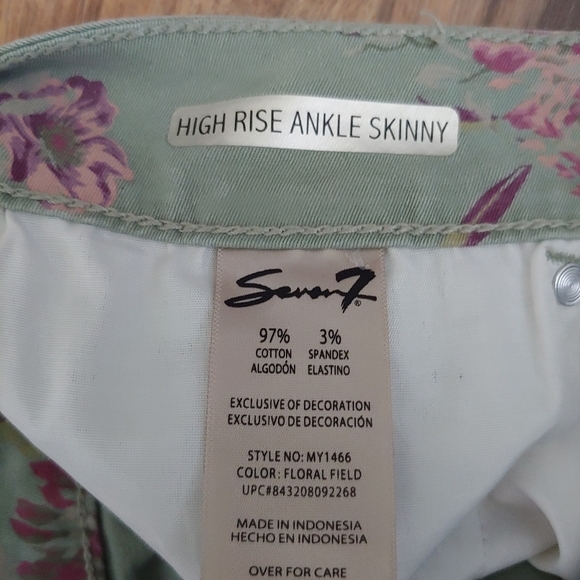 HIGH RISE ANKLE SKINNY
Seven7®
97% 3%
COTTON SPANDEX
ALGODÓN ELASTINO
EXCLUSIVE OF DECORATION
EXCLUSIVO DE DECORACIÓN
STYLE NO: MY1466
COLOR: FLORAL FIELD
UPC#843208092268
MADE IN INDONESIA
HECHO EN INDONESIA
OVER FOR CARE